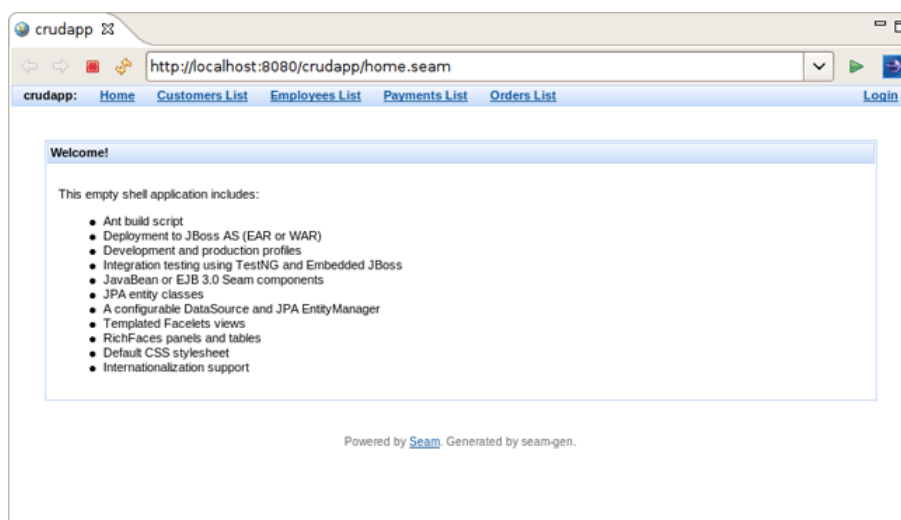 crudapp
http://localhost:8080/crudapp/home.seam
crudapp: Home Customers List Employees List Payments List Orders List Login
Welcome!
This empty shell application includes:
Ant build script
Deployment to JBoss AS (EAR or WAR)
Development and production profiles
Integration testing using TestNG and Embedded JBoss
JavaBean or EJB 3.0 Seam components
JPA entity classes
A configurable DataSource and JPA EntityManager
Templated Facelets views
RichFaces panels and tables
Default CSS stylesheet
Internationalization support
Powered by Seam. Generated by seam-gen.